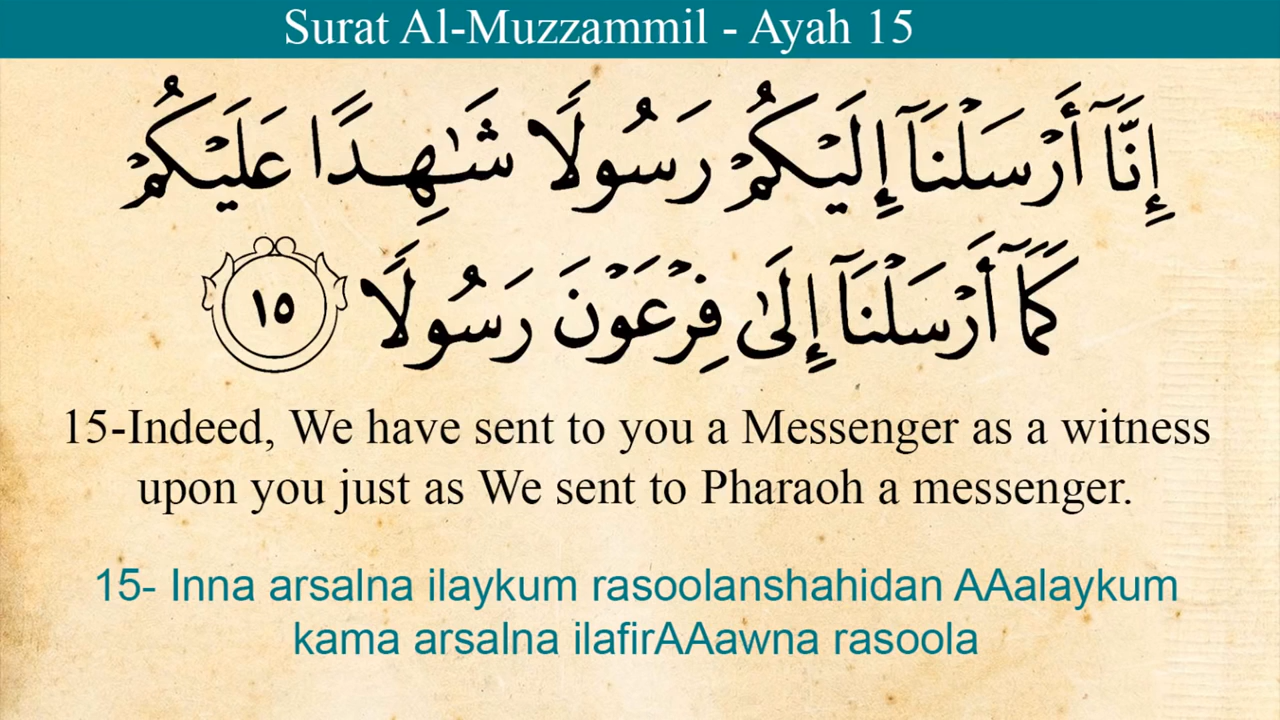 Surat Al-Muzzammil - Ayah 15
إِنَّآ أَرْسَلْنَآ إِلَيْكُمْ رَسُولًا شَٰهِدًا عَلَيْكُمْ
كَمَآ أَرْسَلْنَآ إِلَىٰ فِرْعَوْنَ رَسُولًا ١٥
15-Indeed, We have sent to you a Messenger as a witness
upon you just as We sent to Pharaoh a messenger.
15- Inna arsalna ilaykum rasoolanshahidan AAalaykum
kama arsalna ilafirAAawna rasoola